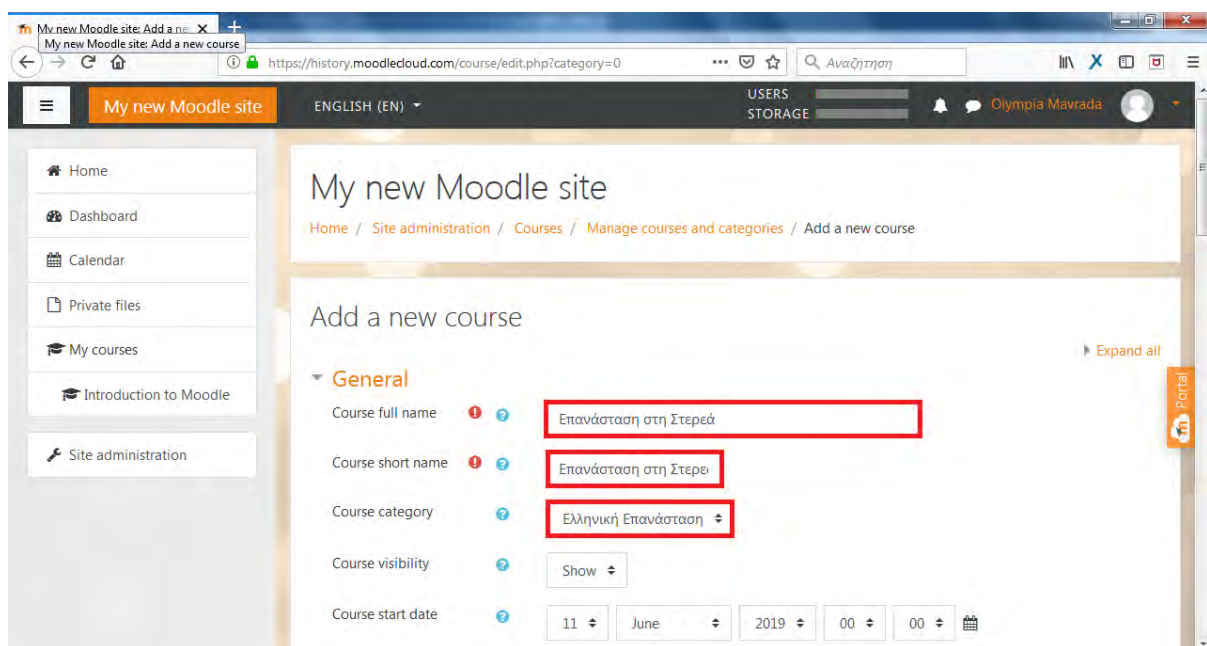 My new Moodle site: Add a ne
My new Moodle site: Add a new course
https://history.moodlecloud.com/course/edit.php?category=0
Αναζήτηση
My new Moodle site
ENGLISH (EN)
USERS
STORAGE
Olympia Mavrada
Home
Dashboard
Calendar
Private files
My courses
Introduction to Moodle
Site administration
My new Moodle site
Home / Site administration / Courses / Manage courses and categories / Add a new course
Add a new course
Expand all
General
Course full name
Επανάσταση στη Στερεά
Course short name
Επανάσταση στη Στερε
Course category
Ελληνική Επανάσταση
Course visibility
Show
Course start date
11 June 2019 00 00
Portal